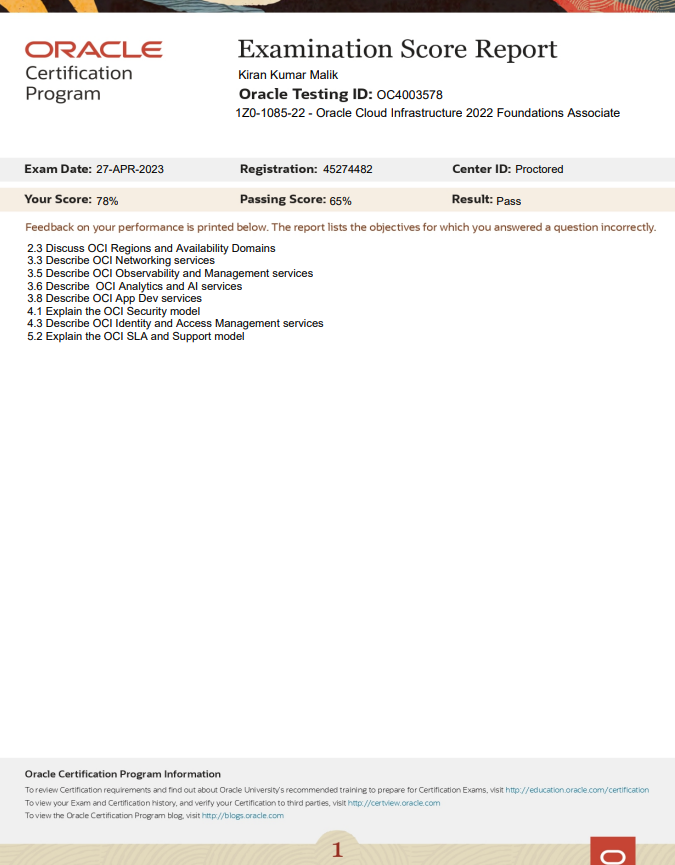 ORACLE
Certification
Program
Examination Score Report
Kiran Kumar Malik
Oracle Testing ID: OC4003578
1Z0-1085-22 - Oracle Cloud Infrastructure 2022 Foundations Associate
Exam Date: 27-APR-2023 Registration: 45274482 Center ID: Proctored
Your Score: 78% Passing Score: 65% Result: Pass
Feedback on your performance is printed below. The report lists the objectives for which you answered a question incorrectly.
2.3 Discuss OCI Regions and Availability Domains
3.3 Describe OCI Networking services
3.5 Describe OCI Observability and Management services
3.6 Describe  OCI Analytics and AI services
3.8 Describe OCI App Dev services
4.1 Explain the OCI Security model
4.3 Describe OCI Identity and Access Management services
5.2 Explain the OCI SLA and Support model
Oracle Certification Program Information
To review Certification requirements and find out about Oracle University's recommended training to prepare for Certification Exams, visit http://education.oracle.com/certification
To view your Exam and Certification history, and verify your Certification to third parties, visit http://certview.oracle.com
To view the Oracle Certification Program blog, visit http://blogs.oracle.com
1